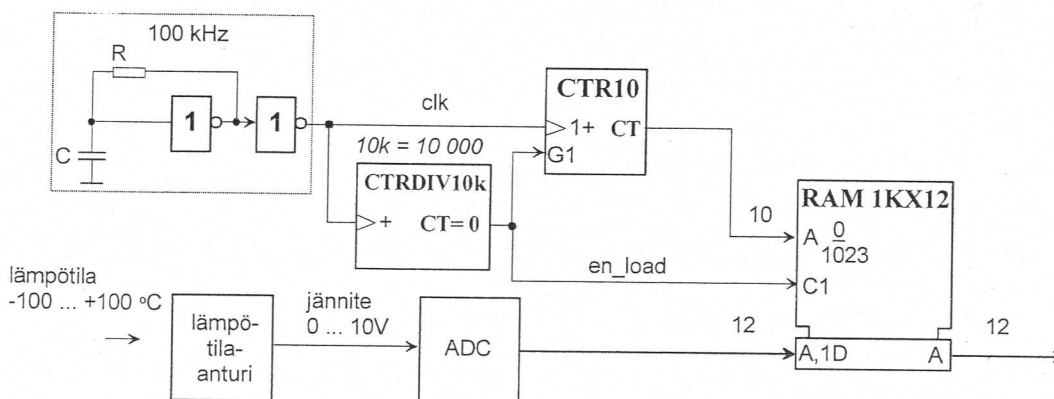 100 kHz
R
C
1
1
clk
10k = 10 000
CTRDIV10k
+
CT= 0
CTR10
1+
CT
G1
10
RAM 1KX12
A
0
1023
C1
en_load
lämpötila
-100 ... +100 ºC
lämpö-
tila-
anturi
jännite
0 ... 10V
ADC
12
A,1D
A
12